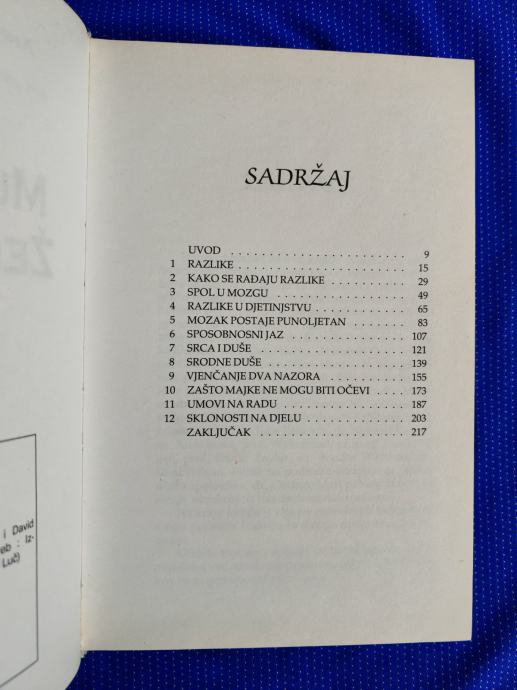 i David
Luč)
SADRŽAJ
UVOD . . . . . . . . . . . . . . . . . . . . . . . . 9
1 RAZLIKE . . . . . . . . . . . . . . . . . . . . . . . 15
2 KAKO SE RAĐAJU RAZLIKE . . . . . . . . . . . 29
3 SPOL U MOZGU . . . . . . . . . . . . . . . . . 49
4 RAZLIKE U DJETINJSTVU . . . . . . . . . . . . 65
5 MOZAK POSTAJE PUNOLJETAN . . . . . . . . 83
6 SPOSOBNOSNI JAZ . . . . . . . . . . . . . . . . 107
7 SRCA I DUŠE . . . . . . . . . . . . . . . . . . . . 121
8 SRODNE DUŠE . . . . . . . . . . . . . . . . . . . 139
9 VJENČANJE DVA NAZORA . . . . . . . . . . . . 155
10 ZAŠTO MAJKE NE MOGU BITI OČEVI . . . . . 173
11 UMOVI NA RADU . . . . . . . . . . . . . . . . . 187
12 SKLONOSTI NA DJELU . . . . . . . . . . . . . . 203
ZAKLJUČAK . . . . . . . . . . . . . . . . . . . . 217